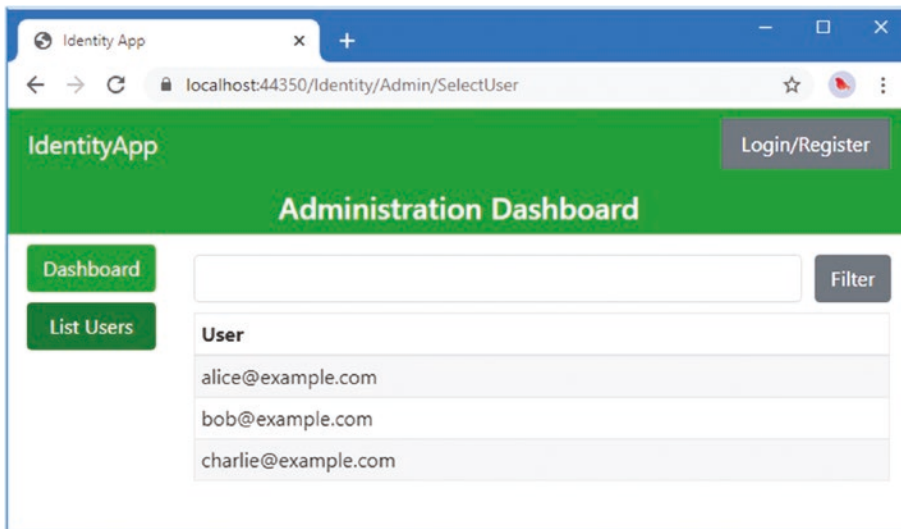 Identity App
localhost:44350/Identity/Admin/SelectUser
IdentityApp
Login/Register
Administration Dashboard
Dashboard
Filter
List Users
User
alice@example.com
bob@example.com
charlie@example.com